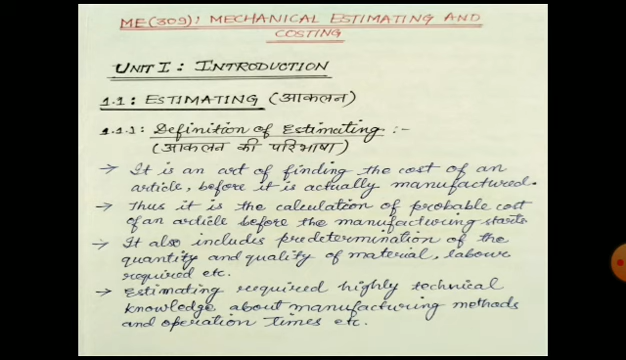 ME(309): MECHANICAL ESTIMATING AND
COSTING
UNIT I: INTRODUCTION
1.1: ESTIMATING (आकलन)
1.1.1: Definition of Estimating :-
(आकलन की परिभाषा)
→ It is an art of finding the cost of an
article, before it is actually manufactured.
→ Thus it is the calculation of probable cost
of an article before the manufacturing starts
→ It also includes predetermination of the
quantity and quality of material, labour
required etc.
→ Estimating required highly technical
knowledge about manufacturing methods
and operation times etc.